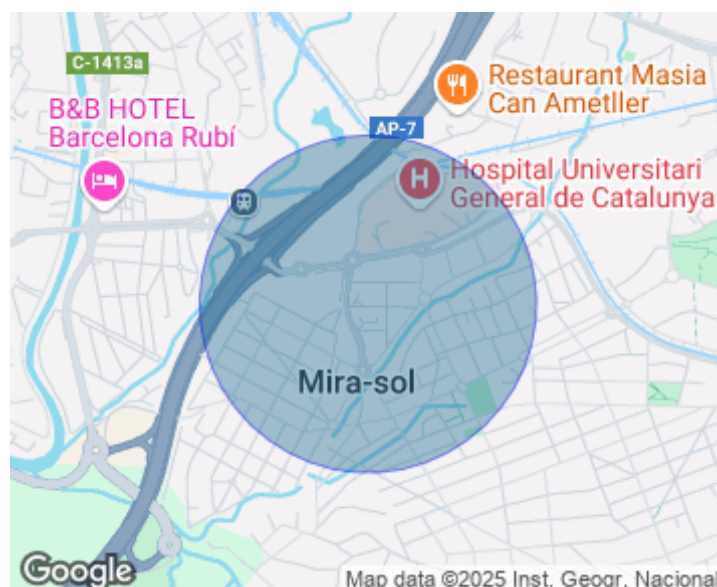 C-1413a
Restaurant Masia
Can Ametller
B&B HOTEL
Barcelona Rubí
AP-7
H
Hospital Universitari
General de Catalunya
Mira-sol
Google
Map data ©2025 Inst. Geogr. Nacional